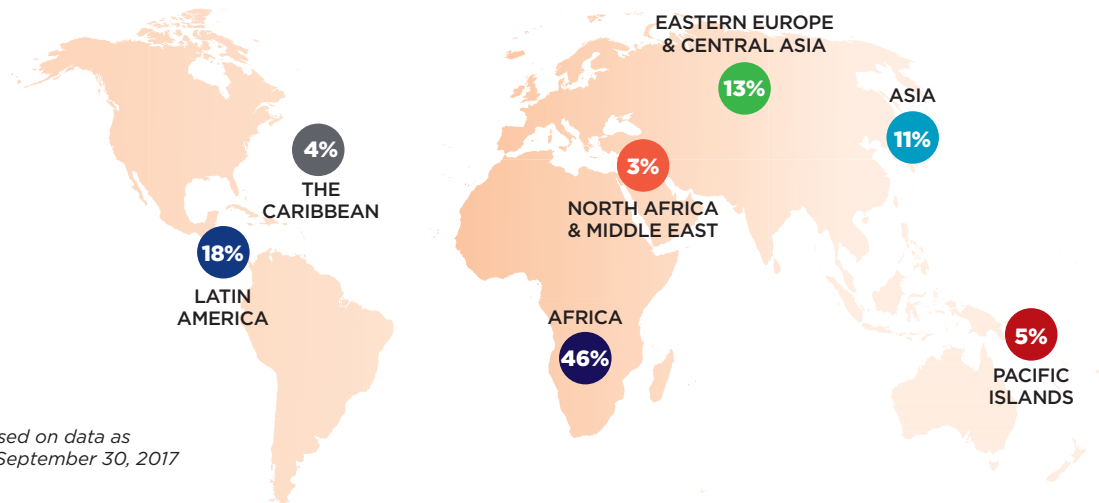 EASTERN EUROPE
& CENTRAL ASIA
13%
ASIA
11%
4%
THE
CARIBBEAN
3%
NORTH AFRICA
& MIDDLE EAST
18%
LATIN
AMERICA
AFRICA
46%
5%
PACIFIC
ISLANDS
sed on data as
September 30, 2017